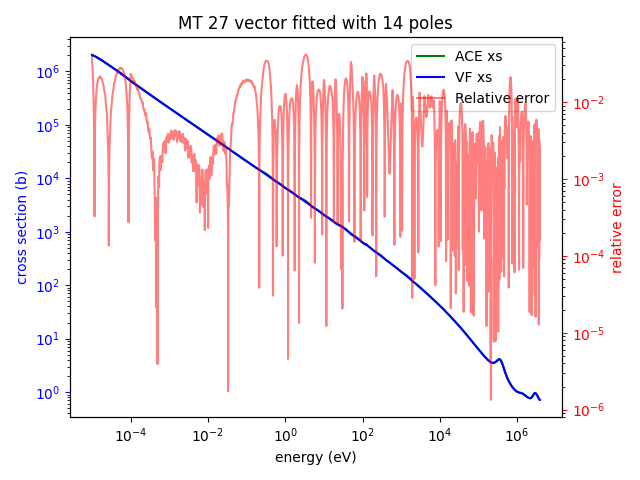 MT 27 vector fitted with 14 poles
ACE xs
VF xs
Relative error
cross section (b)
10^6
10^5
10^4
10^3
10^2
10^1
10^0
10^-2
10^-3
10^-4
10^-5
10^-6
relative error
10^-4 10^-2 10^0 10^2 10^4 10^6
energy (eV)